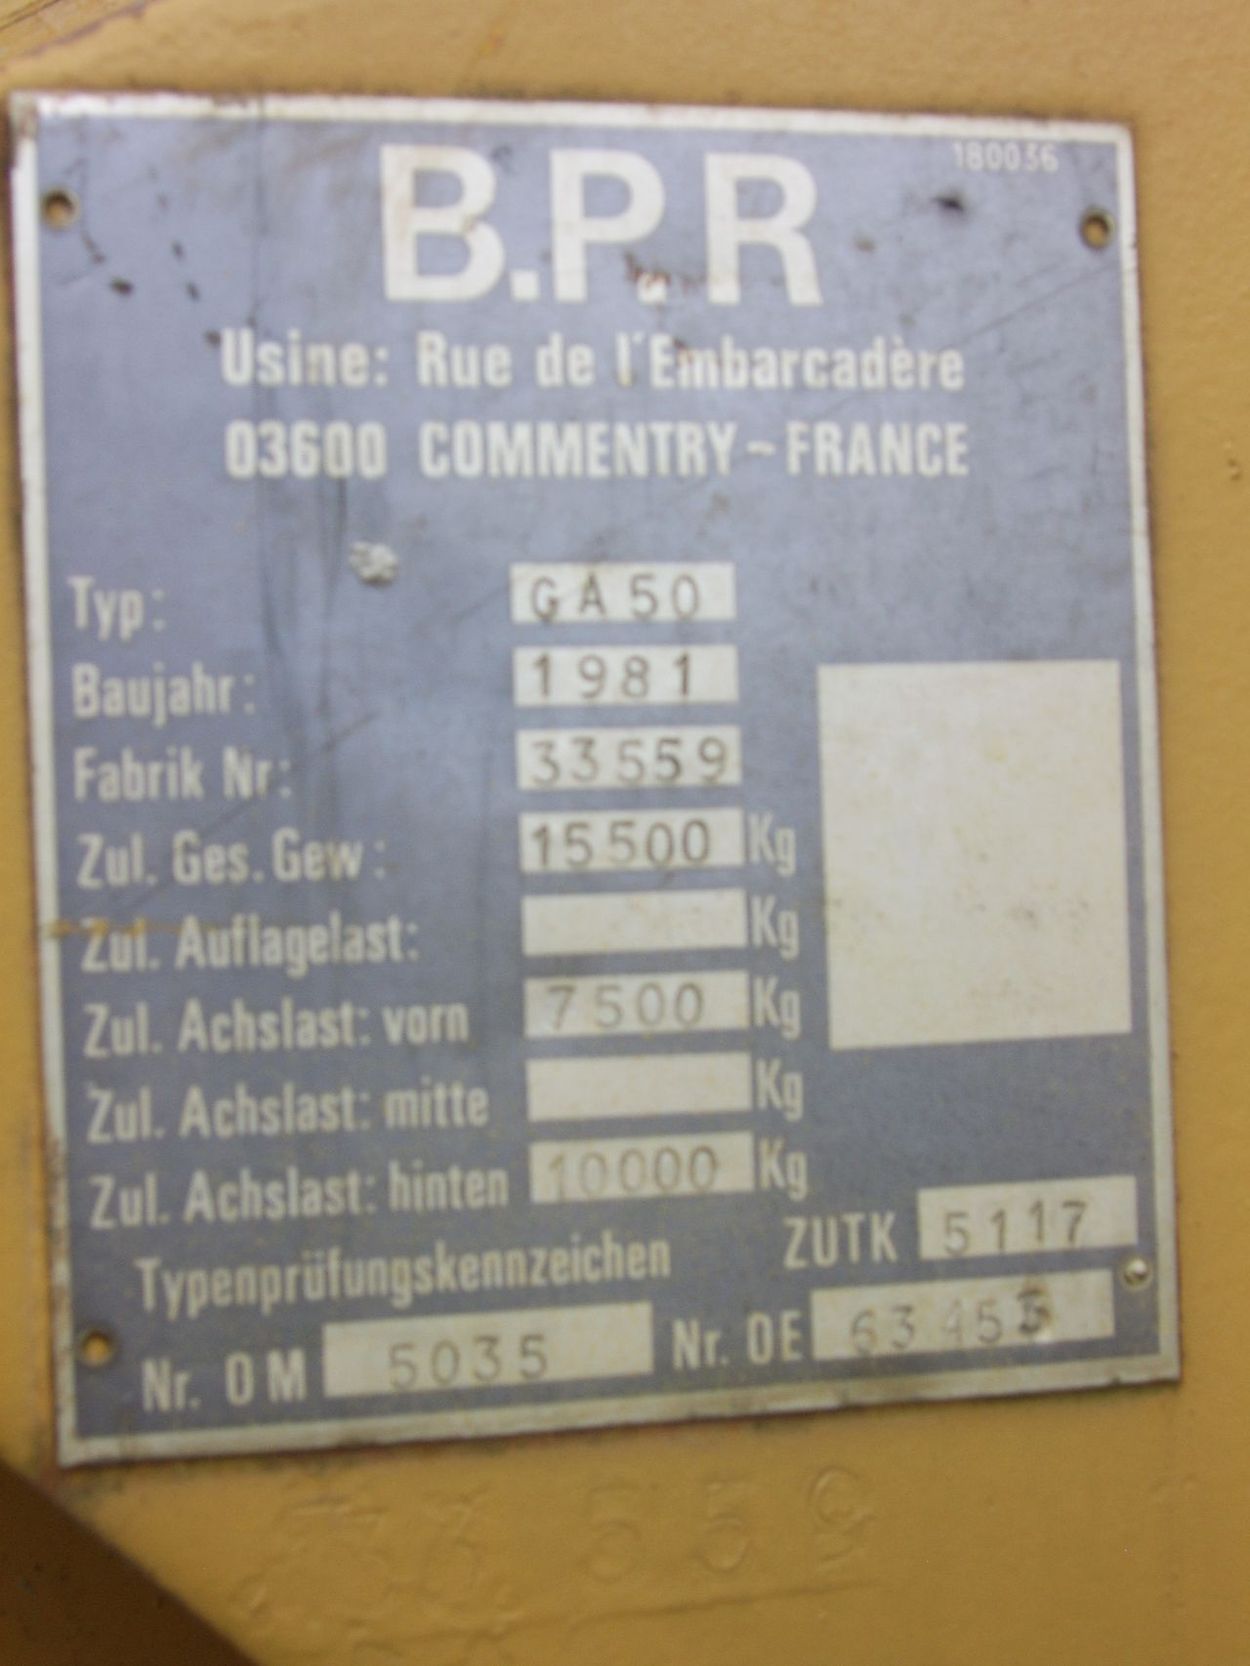 180036
B.P.R
Usine: Rue de l'Embarcadère
03600 COMMENTRY - FRANCE
Typ: GA50
Baujahr: 1981
Fabrik Nr: 33559
Zul. Ges. Gew: 15500 Kg
Zul. Auflagelast: Kg
Zul. Achslast: vorn 7500 Kg
Zul. Achslast: mitte Kg
Zul. Achslast: hinten 10000 Kg
ZUTK 5117
Typenprüfungskennzeichen
Nr. OM 5035 Nr. OE
33559